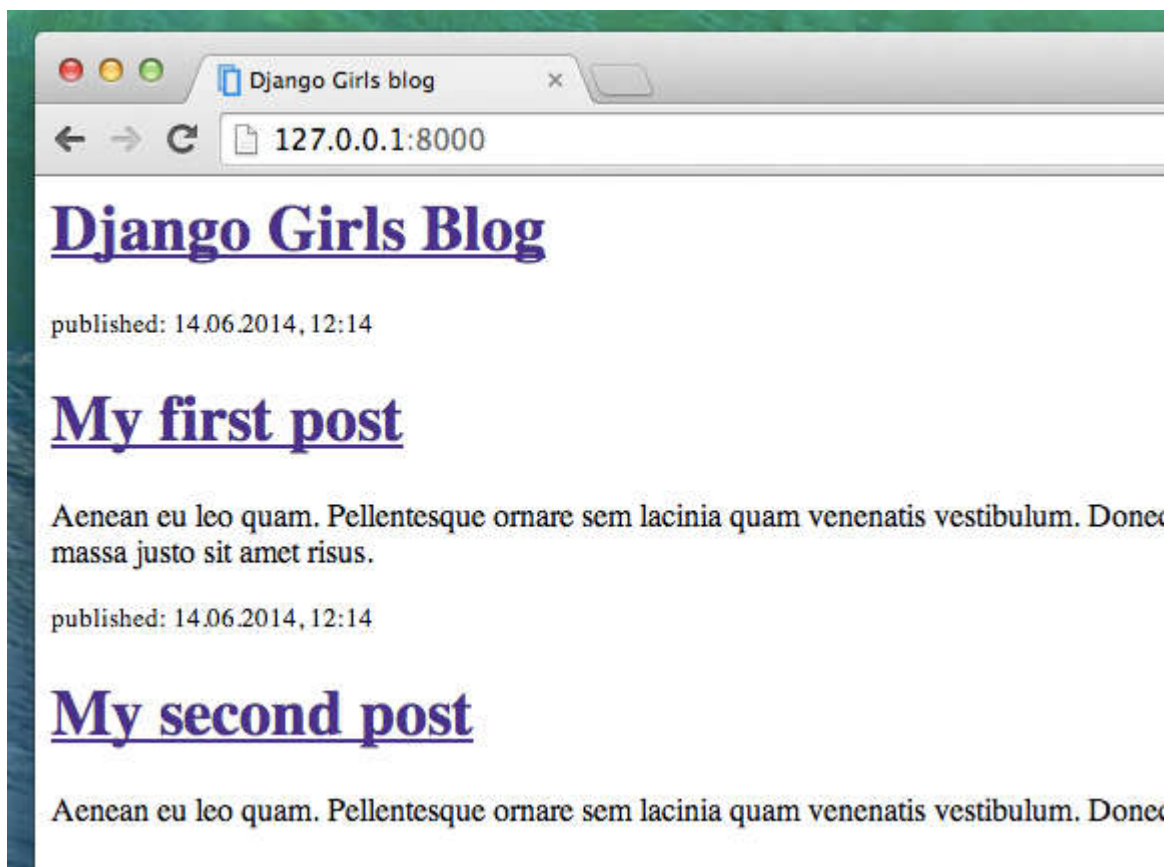 Django Girls blog
127.0.0.1:8000
Django Girls Blog
published: 14.06.2014, 12:14
My first post
Aenean eu leo quam. Pellentesque ornare sem lacinia quam venenatis vestibulum. Donec
massa justo sit amet risus.
published: 14.06.2014, 12:14
My second post
Aenean eu leo quam. Pellentesque ornare sem lacinia quam venenatis vestibulum. Donec